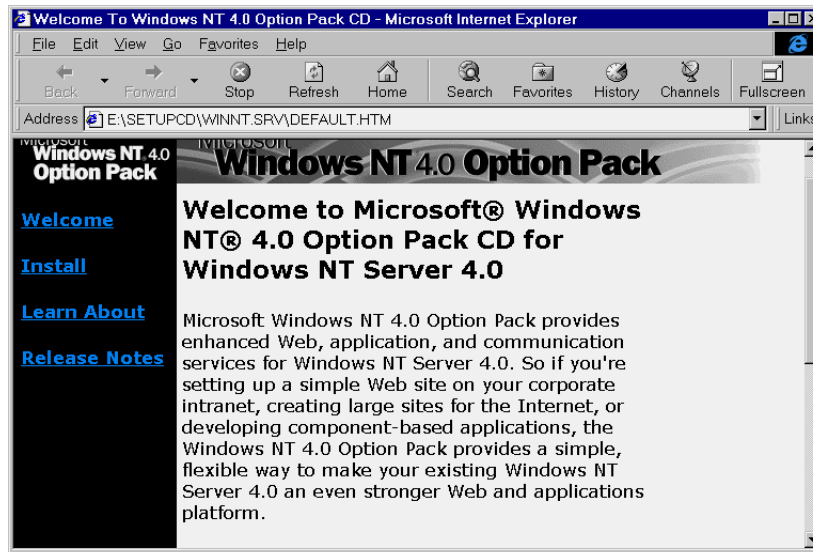 Welcome To Windows NT 4.0 Option Pack CD - Microsoft Internet Explorer
File Edit View Go Favorites Help
Back Forward Stop Refresh Home Search Favorites History Channels Fullscreen
Address E:\SETUPCD\WINNT.SRV\DEFAULT.HTM Links
Microsoft
Windows NT 4.0
Option Pack
Welcome
Install
Learn About
Release Notes
Microsoft
Windows NT 4.0 Option Pack
Welcome to Microsoft® Windows
NT® 4.0 Option Pack CD for
Windows NT Server 4.0
Microsoft Windows NT 4.0 Option Pack provides
enhanced Web, application, and communication
services for Windows NT Server 4.0. So if you're
setting up a simple Web site on your corporate
intranet, creating large sites for the Internet, or
developing component-based applications, the
Windows NT 4.0 Option Pack provides a simple,
flexible way to make your existing Windows NT
Server 4.0 an even stronger Web and applications
platform.